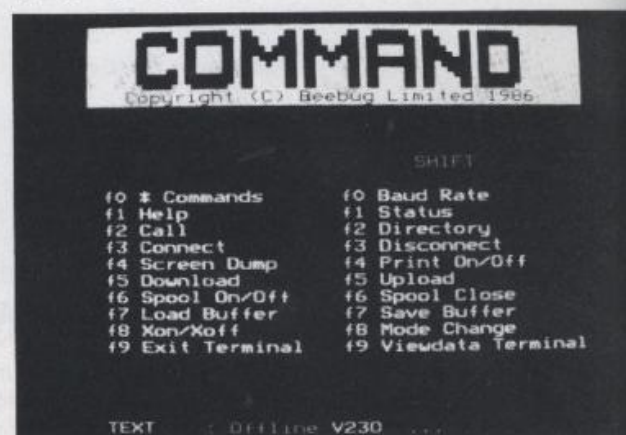 COMMAND
Copyright (C) Beebug Limited 1986
SHIFT
f0 * Commands f0 Baud Rate
f1 Help f1 Status
f2 Call f2 Directory
f3 Connect f3 Disconnect
f4 Screen Dump f4 Print On/Off
f5 Download f5 Upload
f6 Spool On/Off f6 Spool Close
f7 Load Buffer f7 Save Buffer
f8 Xon/Xoff f8 Mode Change
f9 Exit Terminal f9 Viewdata Terminal
TEXT : Offline V230 ...